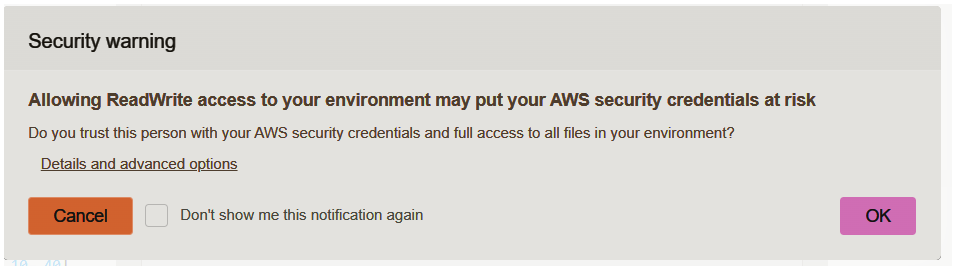 Security warning
Allowing ReadWrite access to your environment may put your AWS security credentials at risk
Do you trust this person with your AWS security credentials and full access to all files in your environment?
Details and advanced options
Cancel
Don't show me this notification again
OK